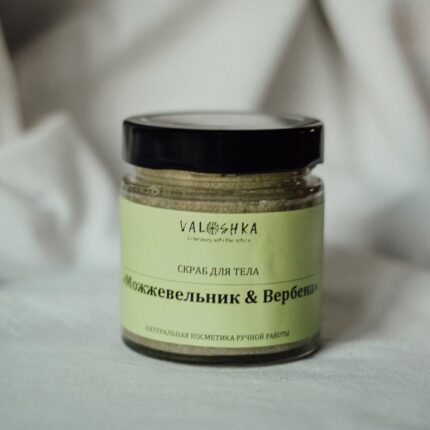 VALOSHKA
in harmony with the nature
СКРАБ ДЛЯ ТЕЛА
«Можжевельник & Вербена»
НАТУРАЛЬНАЯ КОСМЕТИКА РУЧНОЙ РАБОТЫ